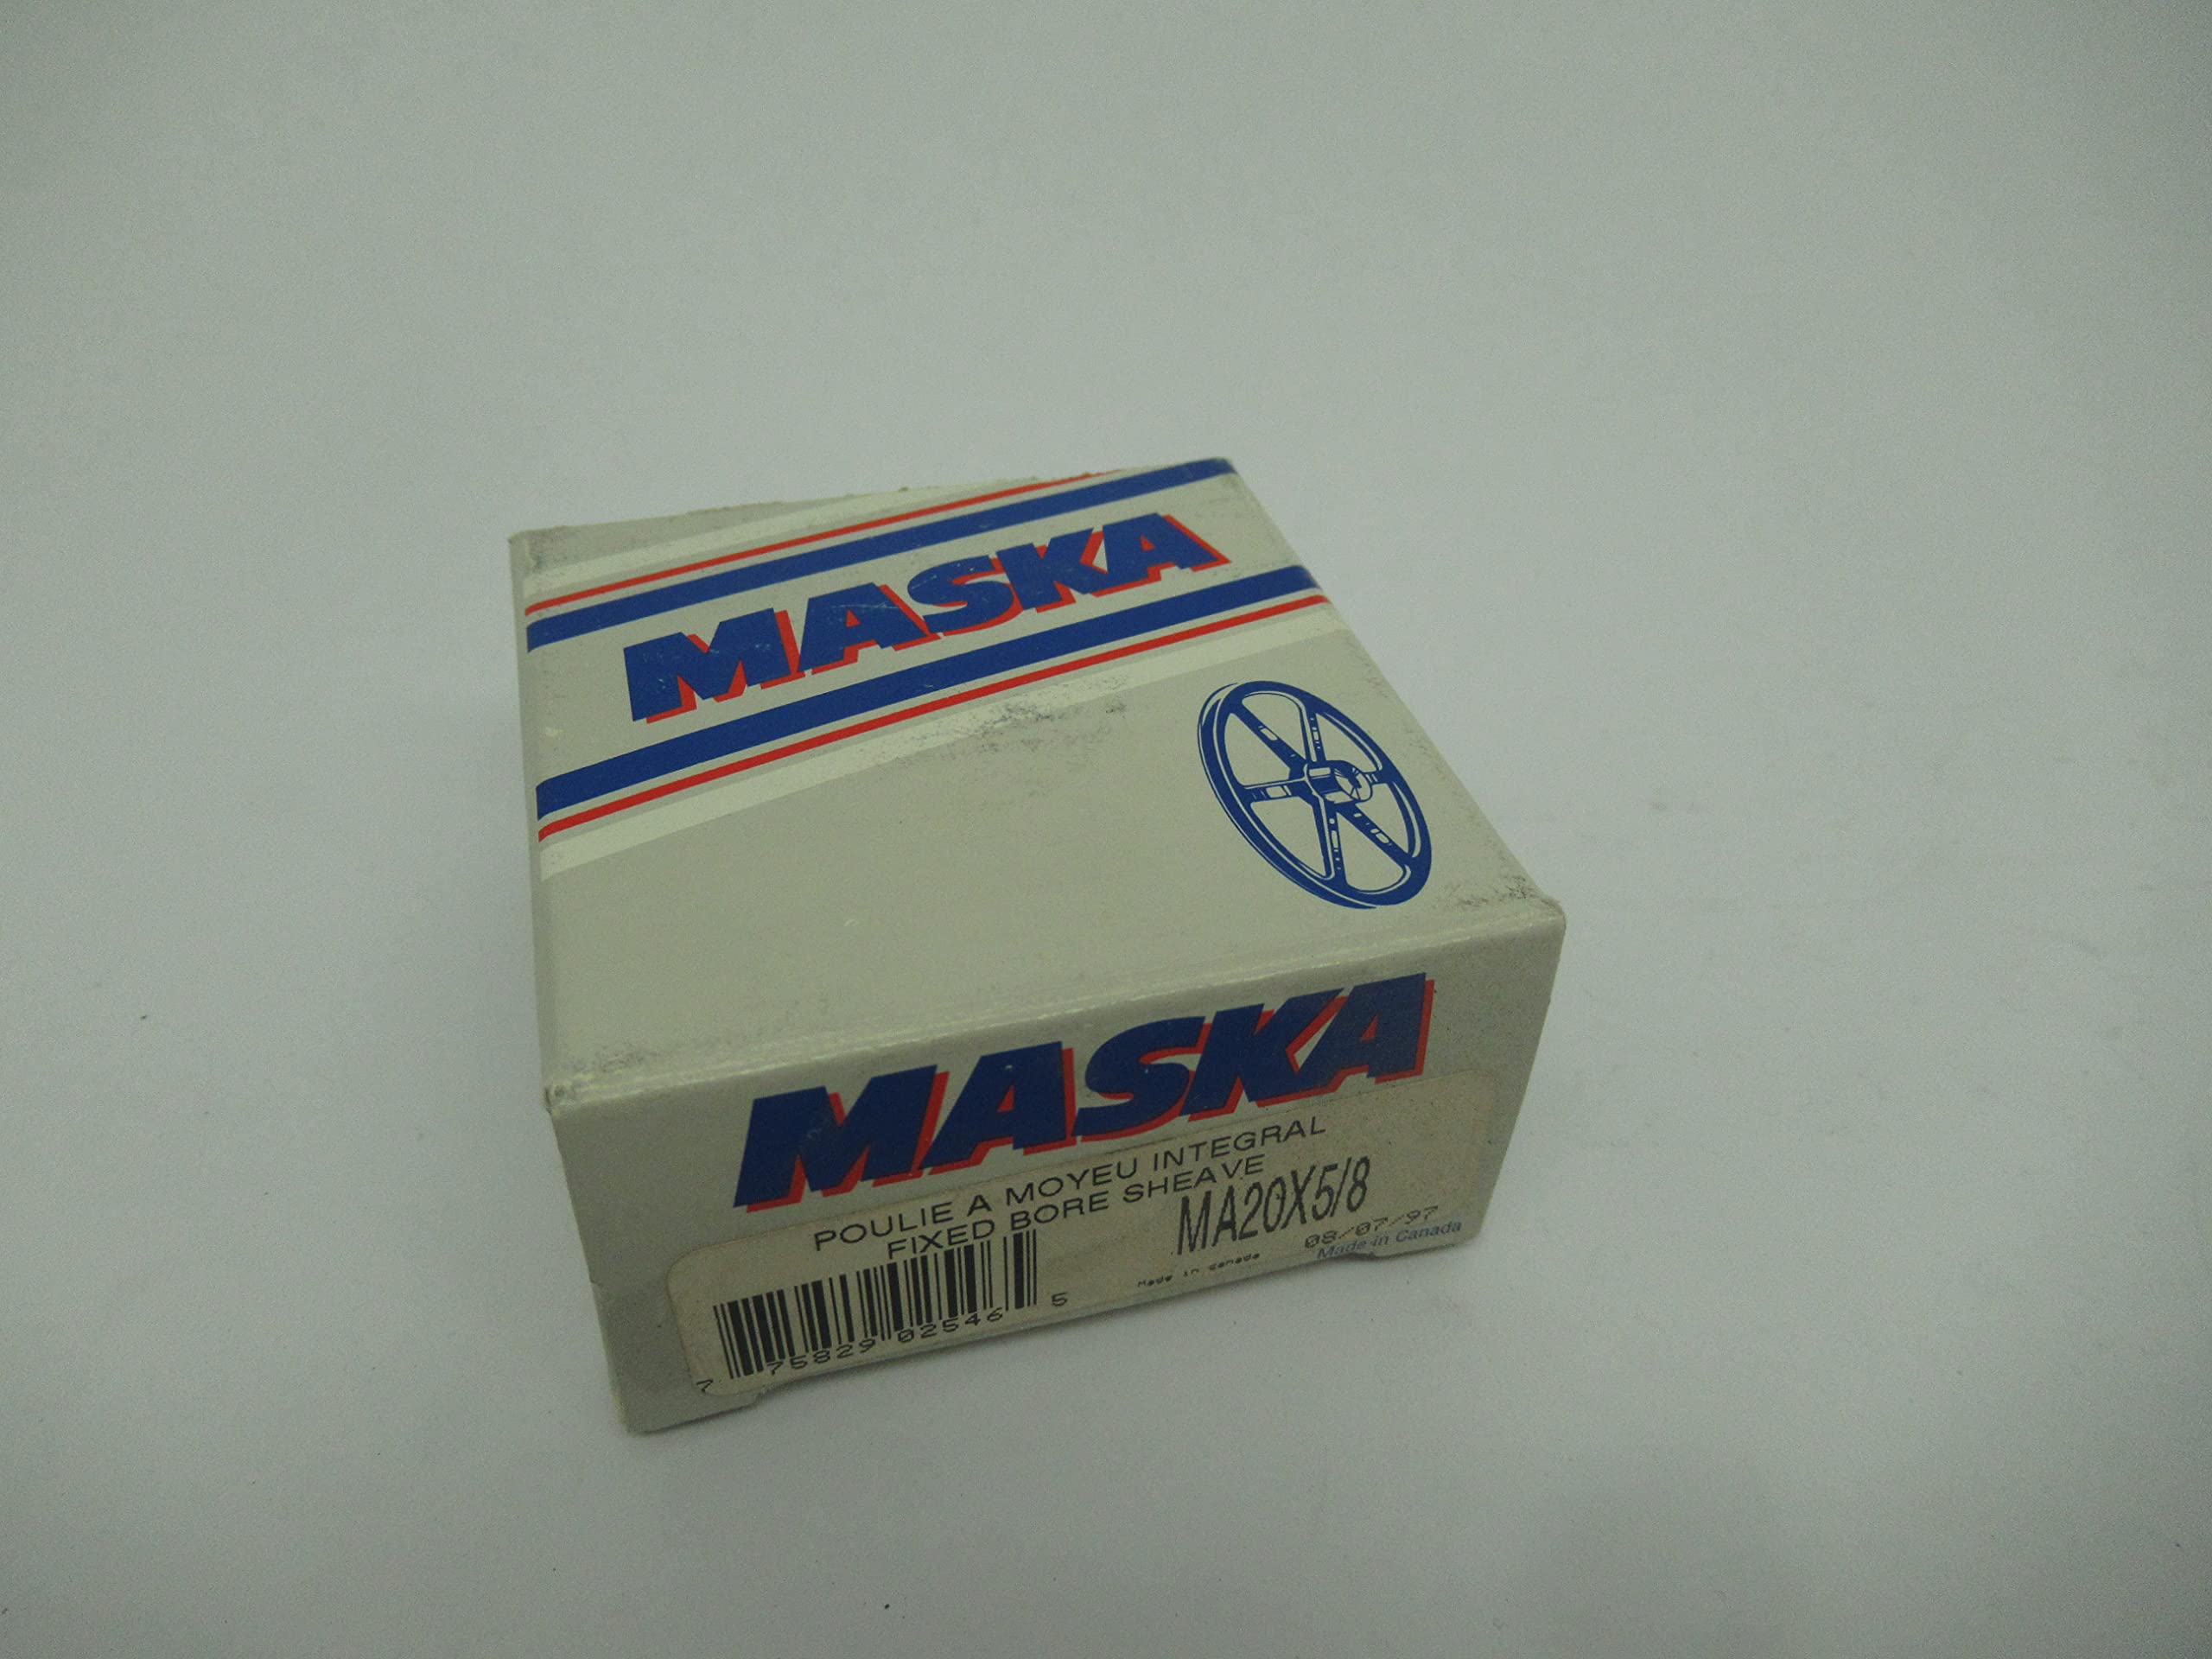 MASKA
MASKA
POULIE A MOYEU INTEGRAL
FIXED BORE SHEAVE
MA20X5/8
08/07/97
Made in Canada
Made in Canada
7 75829 02546 5